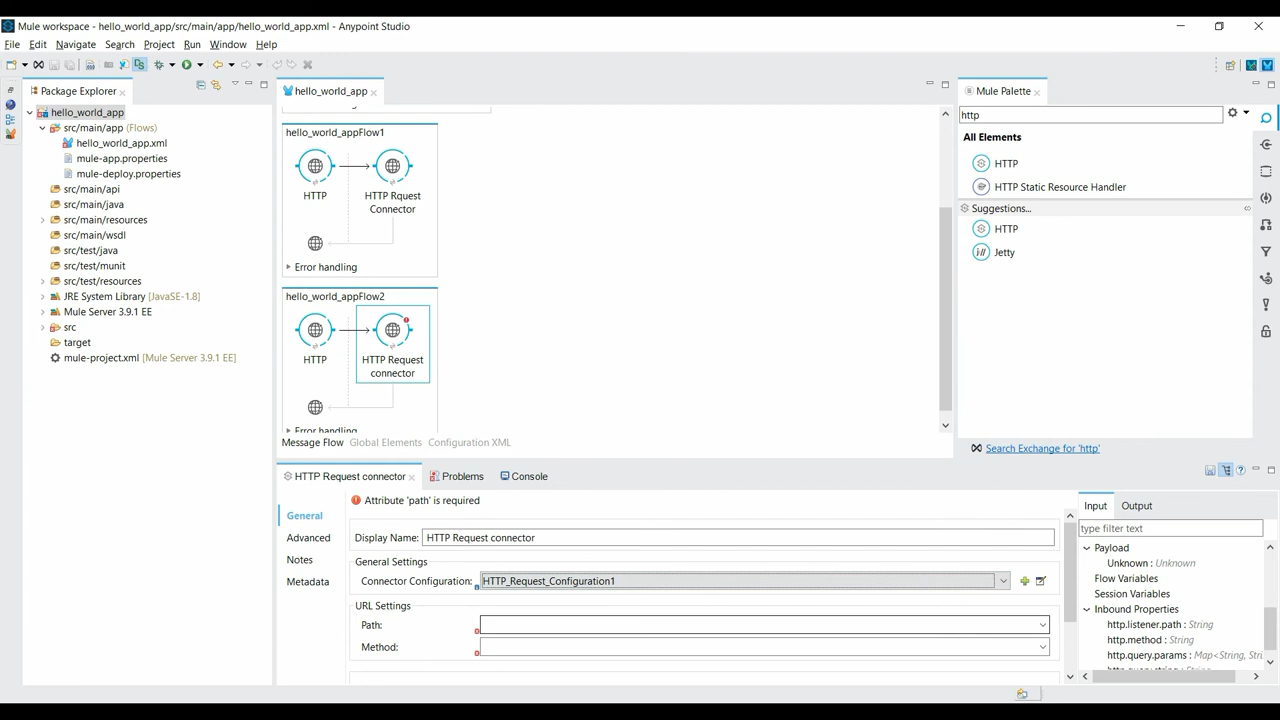 Mule workspace - hello_world_app/src/main/app/hello_world_app.xml - Anypoint Studio
File Edit Navigate Search Project Run Window Help
Package Explorer
hello_world_app
src/main/app (Flows)
hello_world_app.xml
mule-app.properties
mule-deploy.properties
src/main/api
src/main/java
src/main/resources
src/main/wsdl
src/test/java
src/test/munit
src/test/resources
JRE System Library [JavaSE-1.8]
Mule Server 3.9.1 EE
src
target
mule-project.xml [Mule Server 3.9.1 EE]
hello_world_app
hello_world_appFlow1
HTTP
HTTP Rquest
Connector
Error handling
hello_world_appFlow2
HTTP
HTTP Request
connector
Error handling
Message Flow Global Elements Configuration XML
Mule Palette
http
All Elements
HTTP
HTTP Static Resource Handler
Suggestions...
HTTP
Jetty
Search Exchange for 'http'
HTTP Request connector Problems Console
Attribute 'path' is required
General
Advanced
Notes
Metadata
Display Name: HTTP Request connector
General Settings
Connector Configuration: HTTP_Request_Configuration1
URL Settings
Path:
Method:
Input Output
type filter text
Payload
Unknown : Unknown
Flow Variables
Session Variables
Inbound Properties
http.listener.path : String
http.method : String
http.query.params : Map<String, Stri